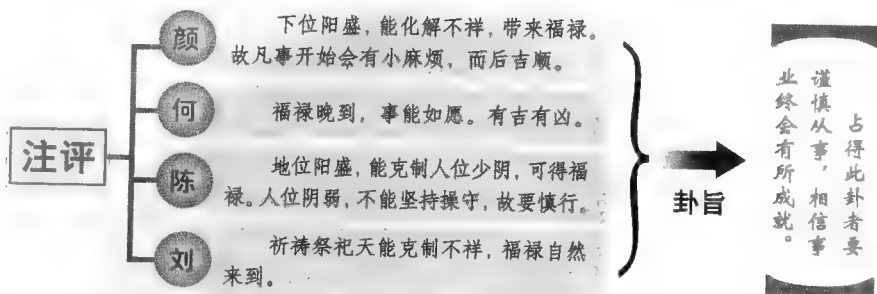 注评
颜
下位阳盛，能化解不祥，带来福禄。
故凡事开始会有小麻烦，而后吉顺。
何
福禄晚到，事能如愿。有吉有凶。
陈
地位阳盛，能克制人位少阴，可得福
禄。人位阴弱，不能坚持操守，故要慎行。
刘
祈祷祭祀天能克制不祥，福禄自然
来到。
卦旨
占得此卦者要
谨慎从事，相信事
业终会有所成就。